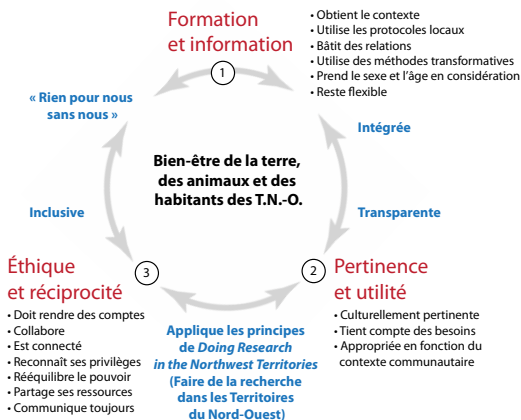 Formation
et information
• Obtient le contexte
• Utilise les protocoles locaux
• Bâtit des relations
• Utilise des méthodes transformatives
• Prend le sexe et l'âge en considération
• Reste flexible
1
« Rien pour nous
sans nous »
Intégrée
Bien-être de la terre,
des animaux et des
habitants des T.N.-O.
Inclusive
Transparente
Éthique
et réciprocité
3
• Doit rendre des comptes
• Collabore
• Est connecté
• Reconnaît ses privilèges
• Rééquilibre le pouvoir
• Partage ses ressources
• Communique toujours
2
Pertinence
et utilité
• Culturellement pertinente
• Tient compte des besoins
• Appropriée en fonction du
contexte communautaire
Applique les principes
de Doing Research
in the Northwest Territories
(Faire de la recherche
dans les Territoires
du Nord-Ouest)